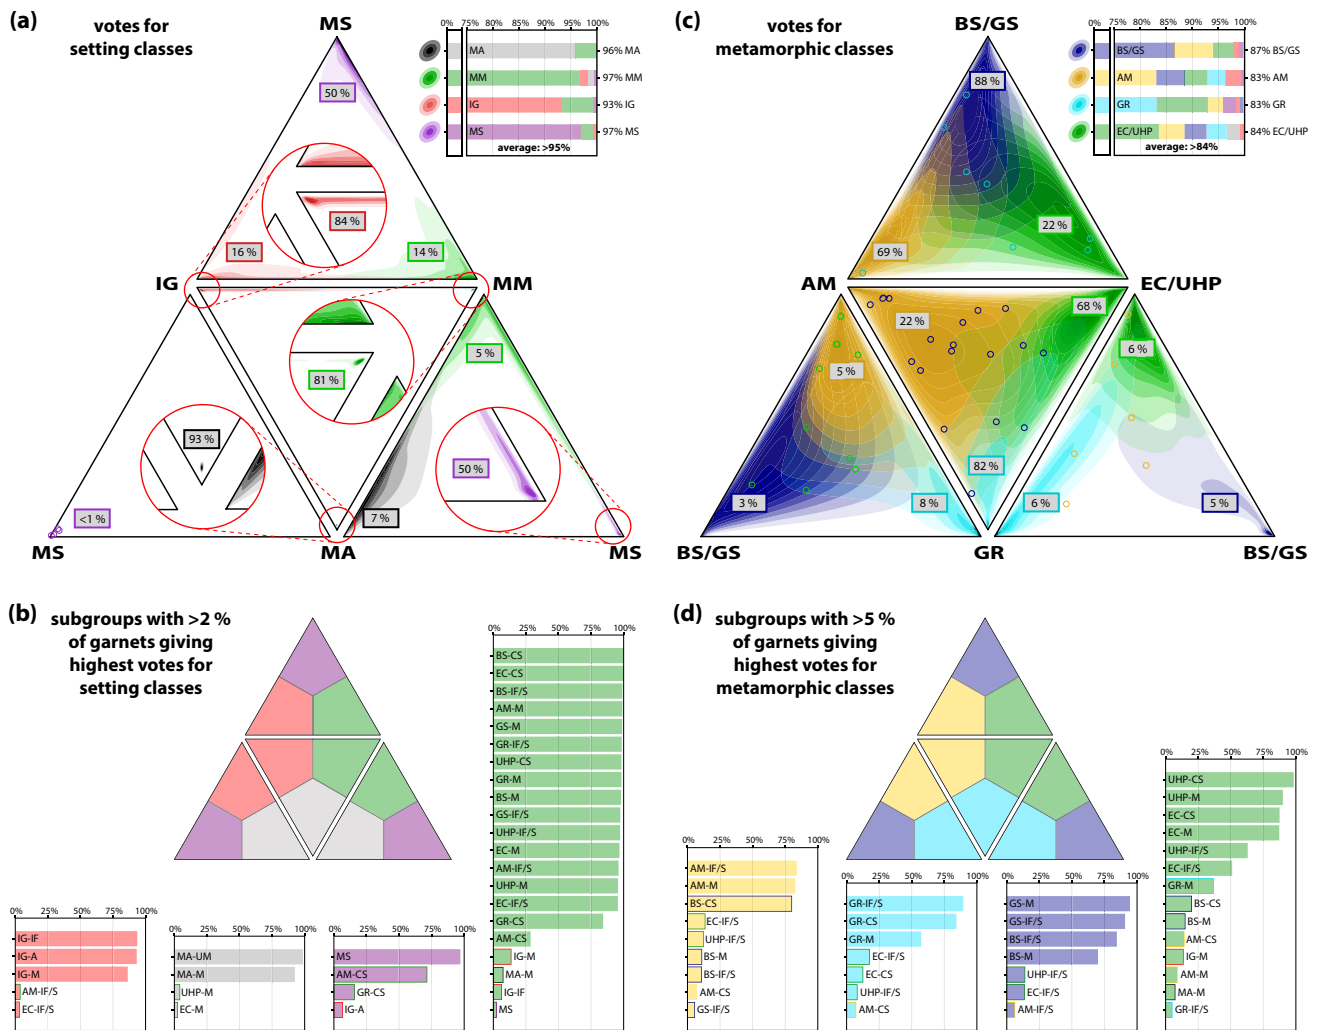 (a)
votes for
setting classes
MS
0% 75% 80% 85% 90% 95% 100%
MA
96% MA
MM
97% MM
IG
93% IG
MS
97% MS
average: >95%
50 %
84 %
16 %
14 %
IG
MM
81 %
5 %
93 %
50 %
<1 %
7 %
MS
MA
MS
(c)
votes for
metamorphic classes
BS/GS
0% 75% 80% 85% 90% 95% 100%
BS/GS
87% BS/GS
AM
83% AM
GR
83% GR
EC/UHP
84% EC/UHP
average: >84%
88 %
22 %
69 %
AM
EC/UHP
68 %
22 %
6 %
5 %
82 %
3 %
8 %
6 %
5 %
BS/GS
GR
BS/GS
(b)
subgroups with >2 %
of garnets giving
highest votes for
setting classes
0% 25% 50% 75% 100%
IG-IF
IG-A
IG-M
AM-IF/S
EC-IF/S
0% 25% 50% 75% 100%
MA-UM
MA-M
UHP-M
EC-M
0% 25% 50% 75% 100%
MS
AM-CS
GR-CS
IG-A
0% 25% 50% 75% 100%
BS-CS
EC-CS
BS-IF/S
AM-M
GS-M
GR-IF/S
UHP-CS
GR-M
BS-M
GS-IF/S
UHP-IF/S
EC-M
AM-IF/S
UHP-M
EC-IF/S
GR-CS
AM-CS
IG-M
MA-M
IG-IF
MS
(d)
subgroups with >5 %
of garnets giving
highest votes for
metamorphic classes
0% 25% 50% 75% 100%
AM-IF/S
AM-M
BS-CS
EC-IF/S
UHP-IF/S
BS-M
BS-IF/S
AM-CS
GS-IF/S
0% 25% 50% 75% 100%
GR-IF/S
GR-CS
GR-M
EC-IF/S
EC-CS
UHP-IF/S
AM-CS
0% 25% 50% 75% 100%
GS-M
GS-IF/S
BS-IF/S
BS-M
UHP-IF/S
EC-IF/S
AM-IF/S
0% 25% 50% 75% 100%
UHP-CS
UHP-M
EC-CS
EC-M
UHP-IF/S
EC-IF/S
GR-M
BS-CS
BS-M
AM-CS
IG-M
AM-M
MA-M
GR-IF/S